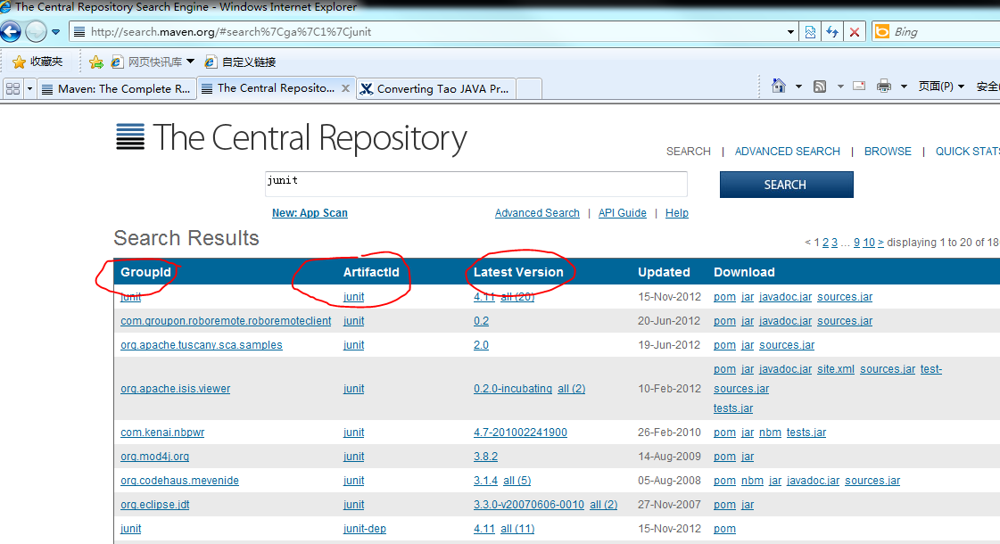 The Central Repository Search Engine - Windows Internet Explorer
http://search.maven.org/#search%7Cga%7C1%7Cjunit
Bing
收藏夹 网页快讯库 自定义链接
Maven: The Complete R... The Central Reposito... X Converting Tao JAVA Pr...
页面(P) 安全
The Central Repository
SEARCH | ADVANCED SEARCH | BROWSE | QUICK STATS
junit
SEARCH
New: App Scan Advanced Search | API Guide | Help
Search Results
< 1 2 3 ... 9 10 > displaying 1 to 20 of 18
GroupId ArtifactId Latest Version Updated Download
junit junit 4.11 all (20) 15-Nov-2012 pom jar javadoc.jar sources.jar
com.groupon.roboremote.roboremoteclient junit 0.2 20-Jun-2012 pom jar javadoc.jar sources.jar
org.apache.tuscany.sca.samples junit 2.0 19-Jun-2012 pom jar sources.jar
pom jar javadoc.jar site.xml sources.jar test-
org.apache.isis.viewer junit 0.2.0-incubating all (2) 10-Feb-2012 sources.jar
tests.jar
com.kenai.nbpwr junit 4.7-201002241900 26-Feb-2010 pom jar nbm tests.jar
org.mod4j.org junit 3.8.2 14-Aug-2009 pom jar
org.codehaus.mevenide junit 3.1.4 all (5) 05-Aug-2008 pom nbm jar javadoc.jar sources.jar
org.eclipse.jdt junit 3.3.0-v20070606-0010 all (2) 27-Nov-2007 pom jar
junit junit-dep 4.11 all (11) 15-Nov-2012 pom